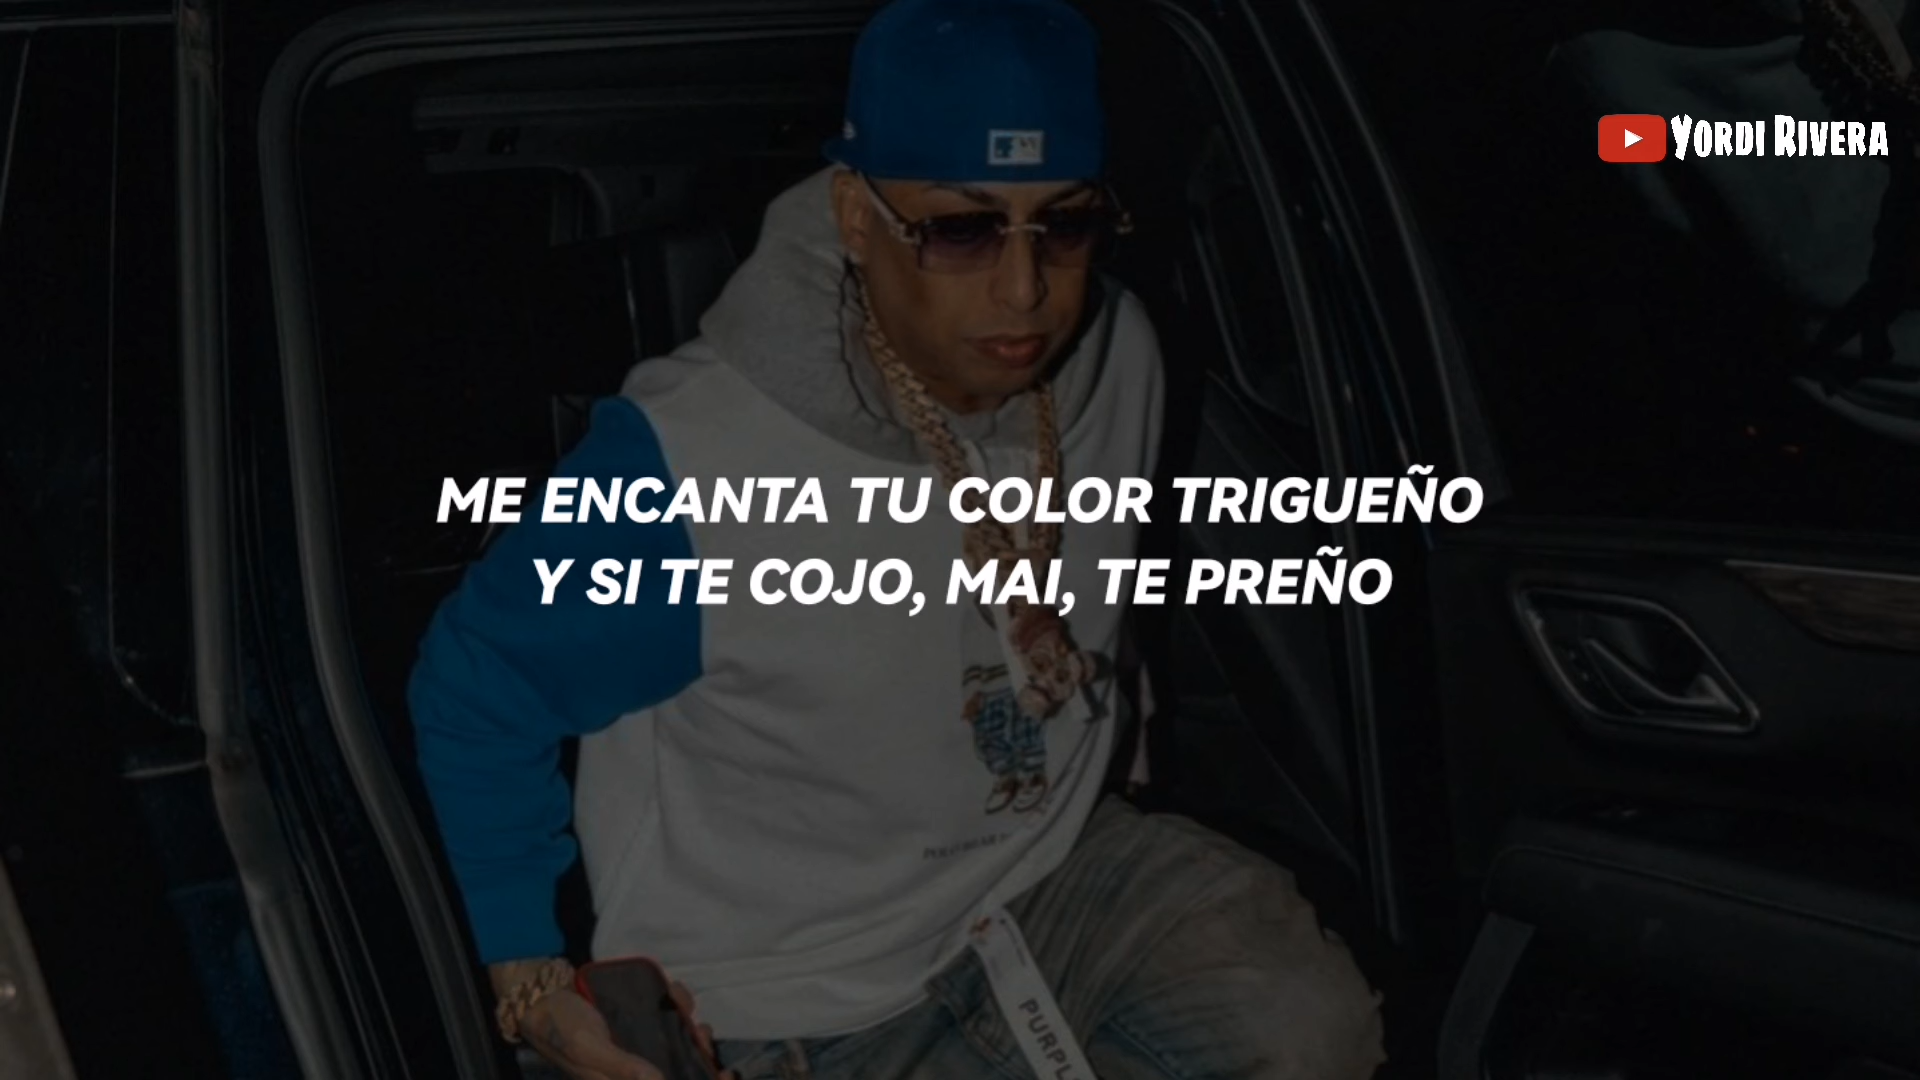 YORDI RIVERA
ME ENCANTA TU COLOR TRIGUEÑO
Y SI TE COJO, MAI, TE PREÑO